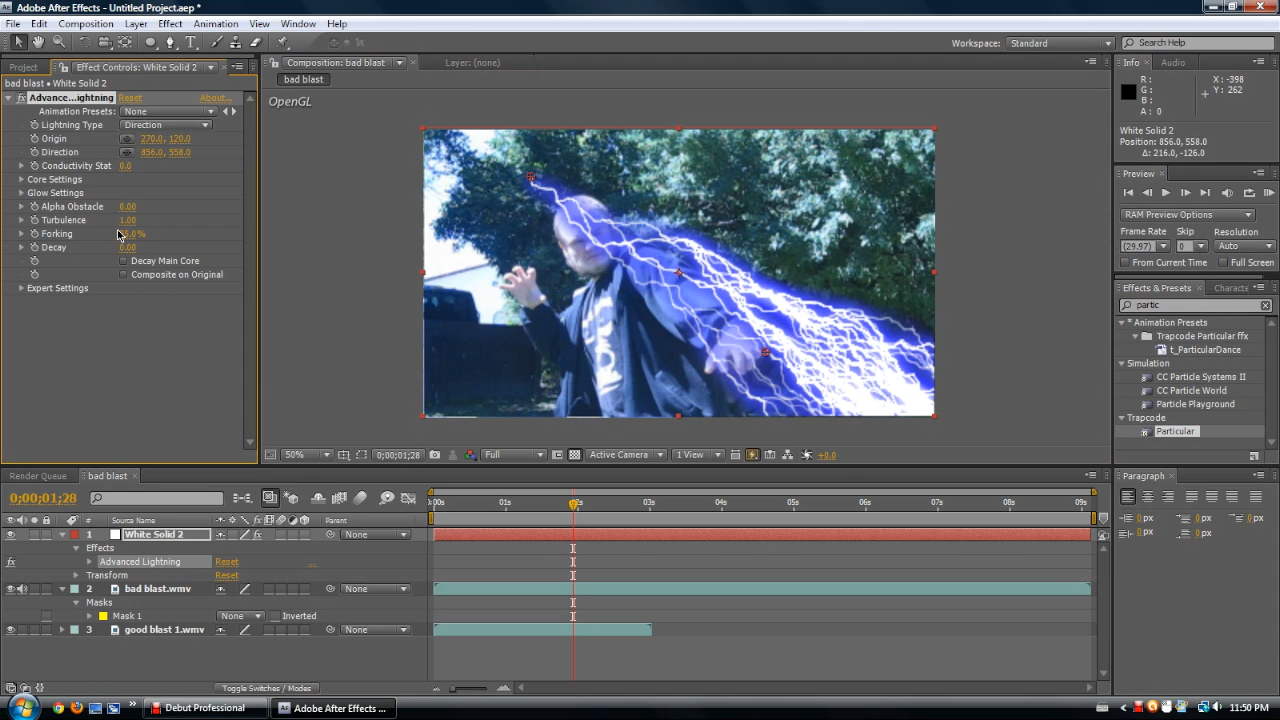 Adobe After Effects - Untitled Project.aep *
File Edit Composition Layer Effect Animation View Window Help
Workspace: Standard Search Help
Project Effect Controls: White Solid 2
bad blast • White Solid 2
Advance...ightning Reset About...
Animation Presets: None
Lightning Type Direction
Origin 270.0, 120.0
Direction 856.0, 558.0
Conductivity Stat 0.0
Core Settings
Glow Settings
Alpha Obstacle 0.00
Turbulence 1.00
Forking
Decay 0.00
Decay Main Core
Composite on Original
Expert Settings
Composition: bad blast Layer: (none)
bad blast
OpenGL
50% 0;00;01;28 Full Active Camera 1 View +0.0
Info Audio
R: X: -398
G: Y: 262
B:
A: 0
White Solid 2
Position: 856.0, 558.0
Δ: 216.0, -126.0
Preview
RAM Preview Options
Frame Rate Skip Resolution
(29.97) 0 Auto
From Current Time Full Screen
Effects & Presets Characte
partic
* Animation Presets
Trapcode Particular ffx
t_ParticularDance
Simulation
CC Particle Systems II
CC Particle World
Particle Playground
Trapcode
Particular
Paragraph
0 px 0 px 0 px
0 px 0 px
Render Queue bad blast
0;00;01;28
:00s 01s 02s 03s 04s 05s 06s 07s 08s 09s
# Source Name Parent
1 White Solid 2 None
Effects
Advanced Lightning Reset ...
Transform Reset
2 bad blast.wmv None
Masks
Mask 1 None Inverted
3 good blast 1.wmv None
Toggle Switches / Modes
Debut Professional Adobe After Effects ... 11:50 PM